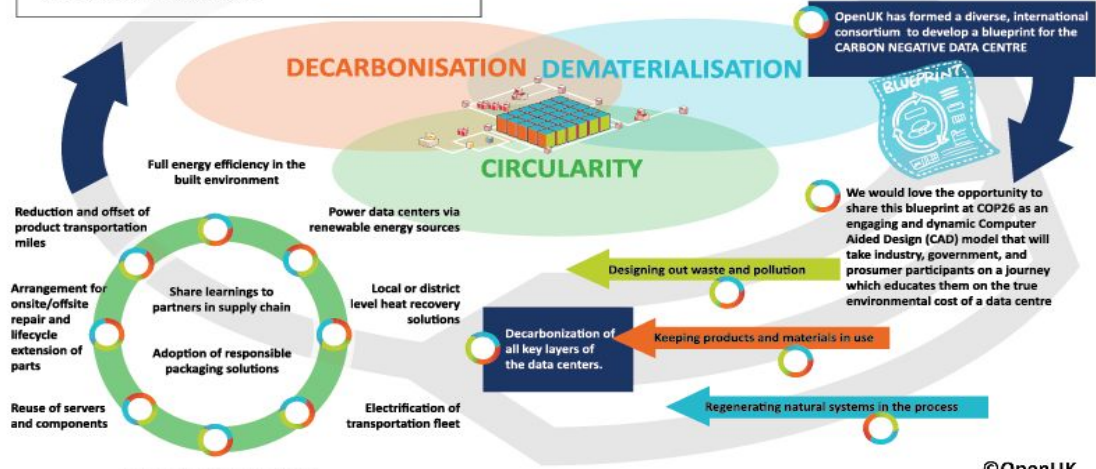 OpenUK has formed a diverse, international
consortium to develop a blueprint for the
CARBON NEGATIVE DATA CENTRE
DECARBONISATION
DEMATERIALISATION
BLUEPRINT
CIRCULARITY
Full energy efficiency in the
built environment
Reduction and offset of
product transportation
miles
Power data centers via
renewable energy sources
We would love the opportunity to
share this blueprint at COP26 as an
engaging and dynamic Computer
Aided Design (CAD) model that will
take industry, government, and
prosumer participants on a journey
which educates them on the true
environmental cost of a data centre
Designing out waste and pollution
Arrangement for
onsite/offsite
repair and
lifecycle
extension of
parts
Share learnings to
partners in supply chain
Local or district
level heat recovery
solutions
Adoption of responsible
packaging solutions
Decarbonization of
all key layers of
the data centers.
Keeping products and materials in use
Reuse of servers
and components
Electrification of
transportation fleet
Regenerating natural systems in the process
©OpenUK